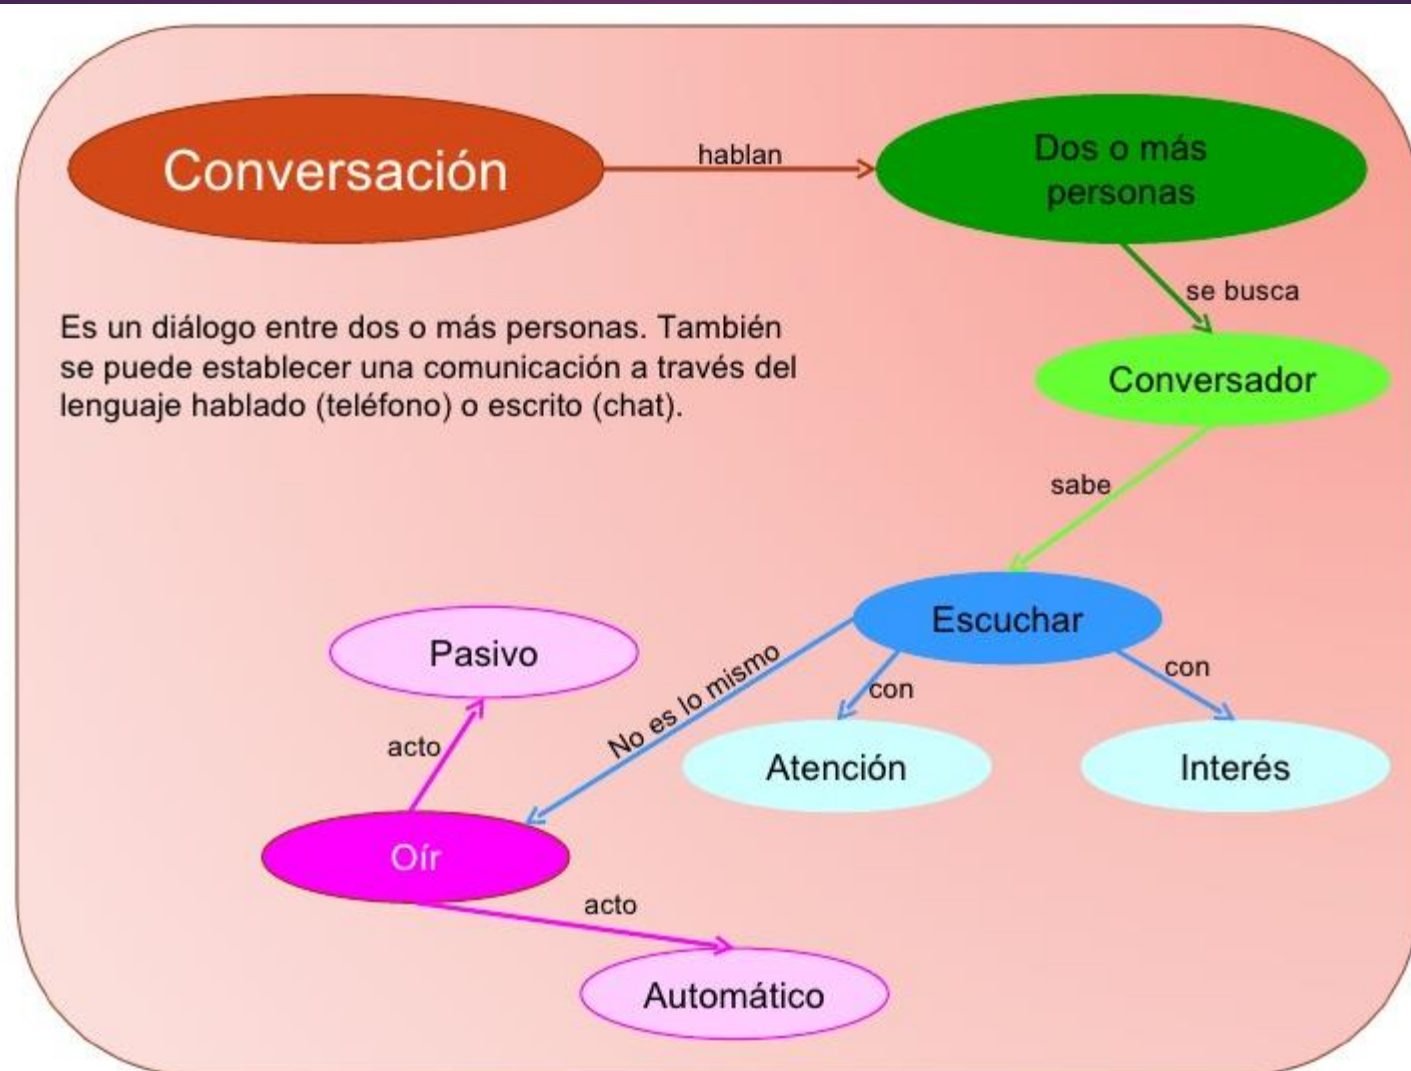 Conversación
hablan
Dos o más
personas
se busca
Es un diálogo entre dos o más personas. También
se puede establecer una comunicación a través del
lenguaje hablado (teléfono) o escrito (chat).
Conversador
sabe
Escuchar
No es lo mismo
con
con
Atención
Interés
Pasivo
acto
Oír
acto
Automático